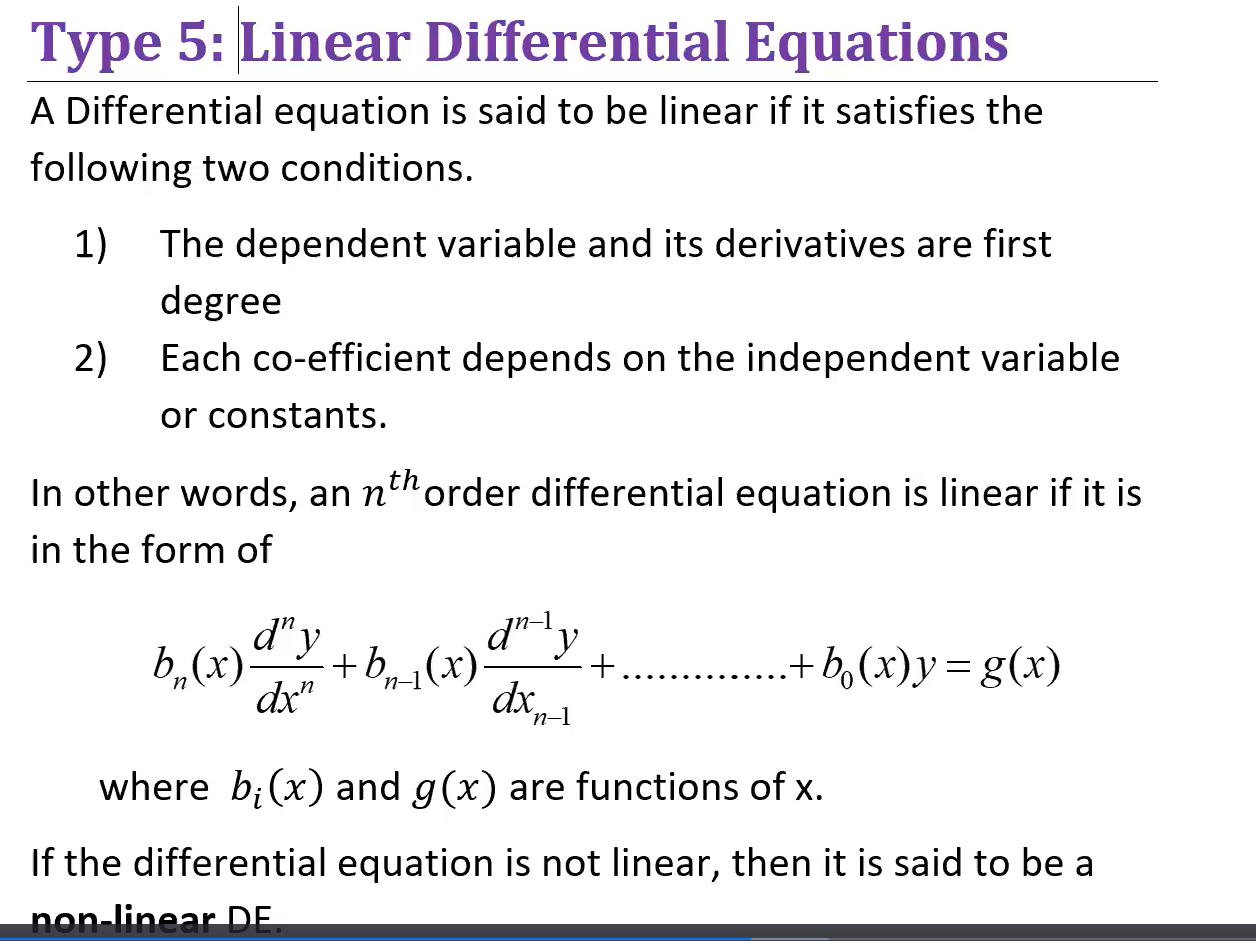 Type 5: Linear Differential Equations
A Differential equation is said to be linear if it satisfies the
following two conditions.
1) The dependent variable and its derivatives are first
degree
2) Each co-efficient depends on the independent variable
or constants.
In other words, an n^{th} order differential equation is linear if it is
in the form of
b_n(x) \frac{d^n y}{dx^n} + b_{n-1}(x) \frac{d^{n-1} y}{dx_{n-1}} + .............. + b_0(x)y = g(x)
where b_i(x) and g(x) are functions of x.
If the differential equation is not linear, then it is said to be a
non-linear DE.